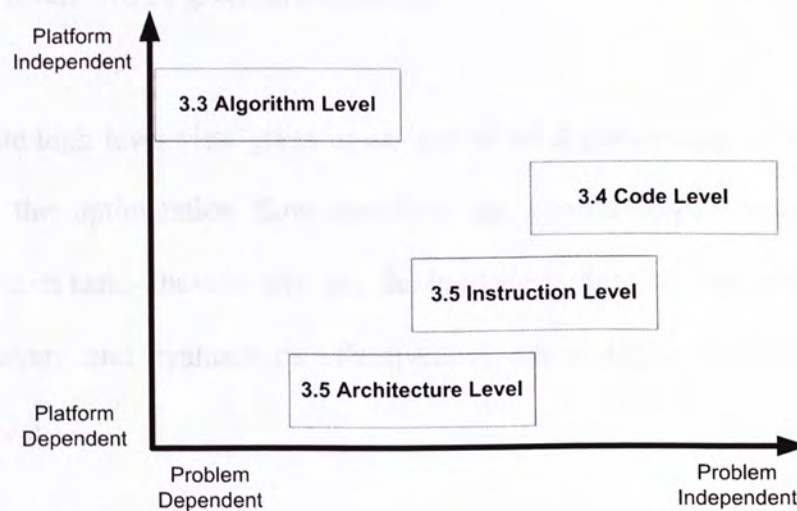 Platform
Independent
3.3 Algorithm Level
3.4 Code Level
3.5 Instruction Level
3.5 Architecture Level
Platform
Dependent
Problem
Dependent
Problem
Independent